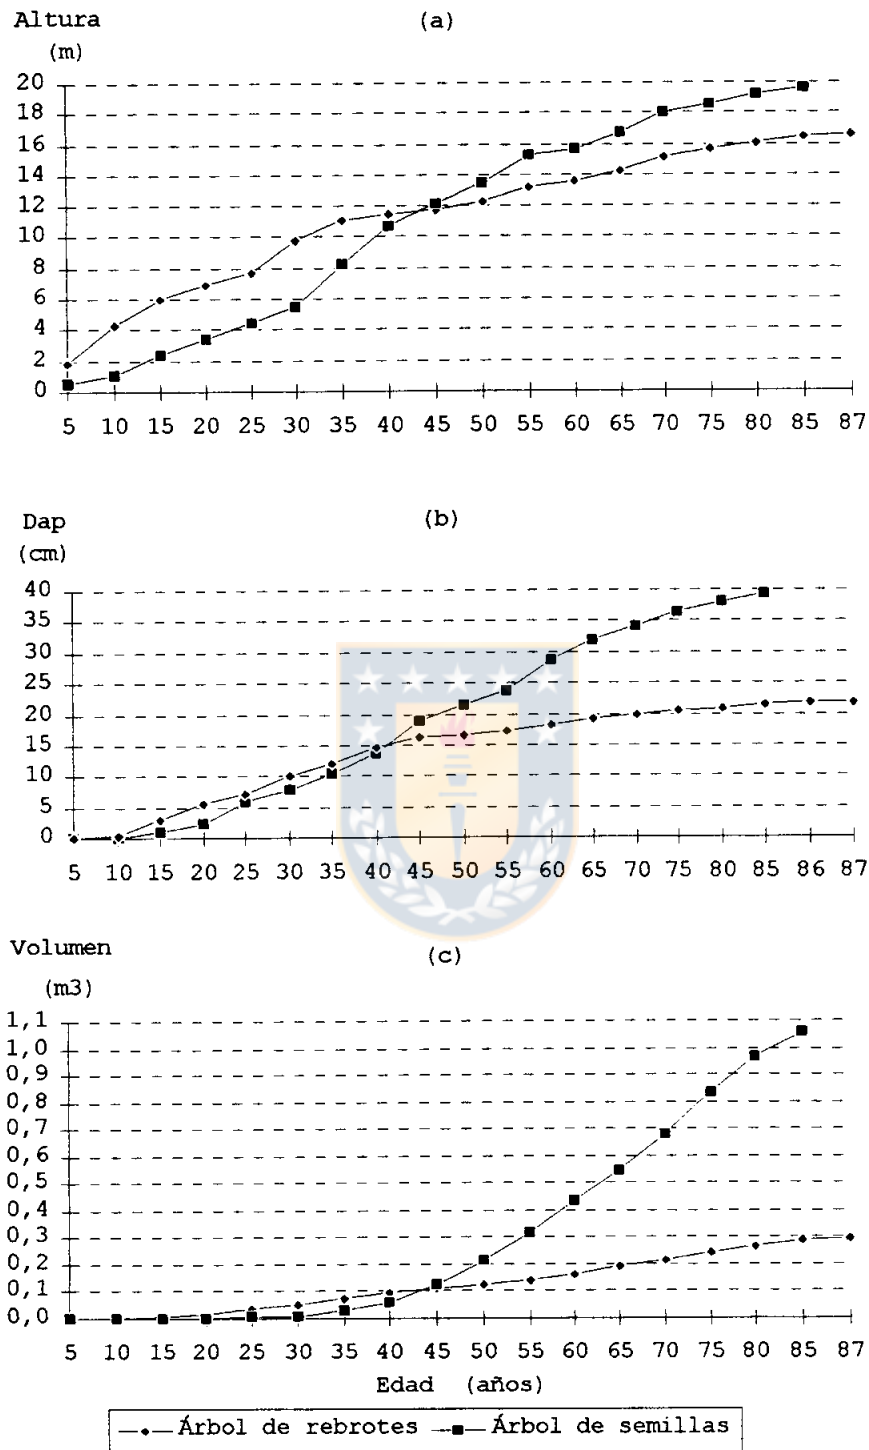 Altura (a)
(m)
20
18
16
14
12
10
8
6
4
2
0
5 10 15 20 25 30 35 40 45 50 55 60 65 70 75 80 85 87
Dap (b)
(cm)
40
35
30
25
20
15
10
5
0
5 10 15 20 25 30 35 40 45 50 55 60 65 70 75 80 85 86 87
Volumen (c)
(m3)
1,1
1,0
0,9
0,8
0,7
0,6
0,5
0,4
0,3
0,2
0,1
0,0
5 10 15 20 25 30 35 40 45 50 55 60 65 70 75 80 85 87
Edad (años)
Árbol de rebrotes Árbol de semillas